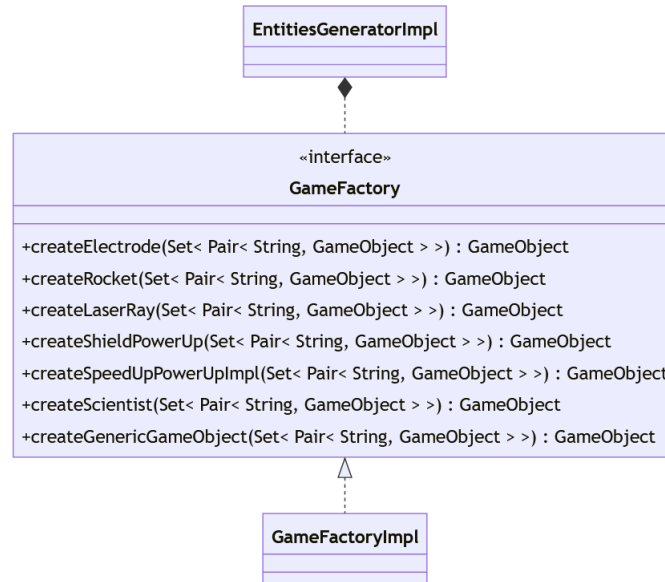 EntitiesGeneratorImpl
«interface»
GameFactory
+createElectrode(Set< Pair< String, GameObject > >) : GameObject
+createRocket(Set< Pair< String, GameObject > >) : GameObject
+createLaserRay(Set< Pair< String, GameObject > >) : GameObject
+createShieldPowerUp(Set< Pair< String, GameObject > >) : GameObject
+createSpeedUpPowerUpImpl(Set< Pair< String, GameObject > >) : GameObject
+createScientist(Set< Pair< String, GameObject > >) : GameObject
+createGenericGameObject(Set< Pair< String, GameObject > >) : GameObject
GameFactoryImpl